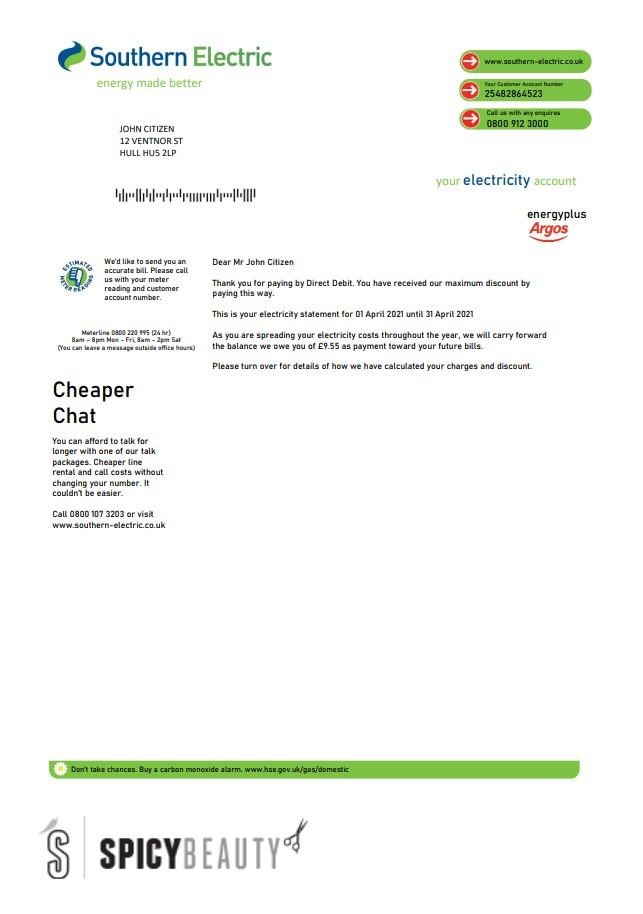 Southern Electric
energy made better
www.southern-electric.co.uk
Your Customer Account Number
25482864523
Call us with any enquires
0800 912 3000
JOHN CITIZEN
12 VENTNOR ST
HULL HU5 2LP
your electricity account
energyplus
Argos
ESTIMATED
METER READING
We'd like to send you an
accurate bill. Please call
us with your meter
reading and customer
account number.
Meterline 0800 220 995 (24 hr)
8am – 8pm Mon – Fri, 8am – 2pm Sat
(You can leave a message outside office hours)
Dear Mr John Citizen
Thank you for paying by Direct Debit. You have received our maximum discount by
paying this way.
This is your electricity statement for 01 April 2021 until 31 April 2021
As you are spreading your electricity costs throughout the year, we will carry forward
the balance we owe you of £9.55 as payment toward your future bills.
Please turn over for details of how we have calculated your charges and discount.
Cheaper
Chat
You can afford to talk for
longer with one of our talk
packages. Cheaper line
rental and call costs without
changing your number. It
couldn't be easier.
Call 0800 107 3203 or visit
www.southern-electric.co.uk
Don't take chances. Buy a carbon monoxide alarm. www.hse.gov.uk/gas/domestic
S SPICYBEAUTY